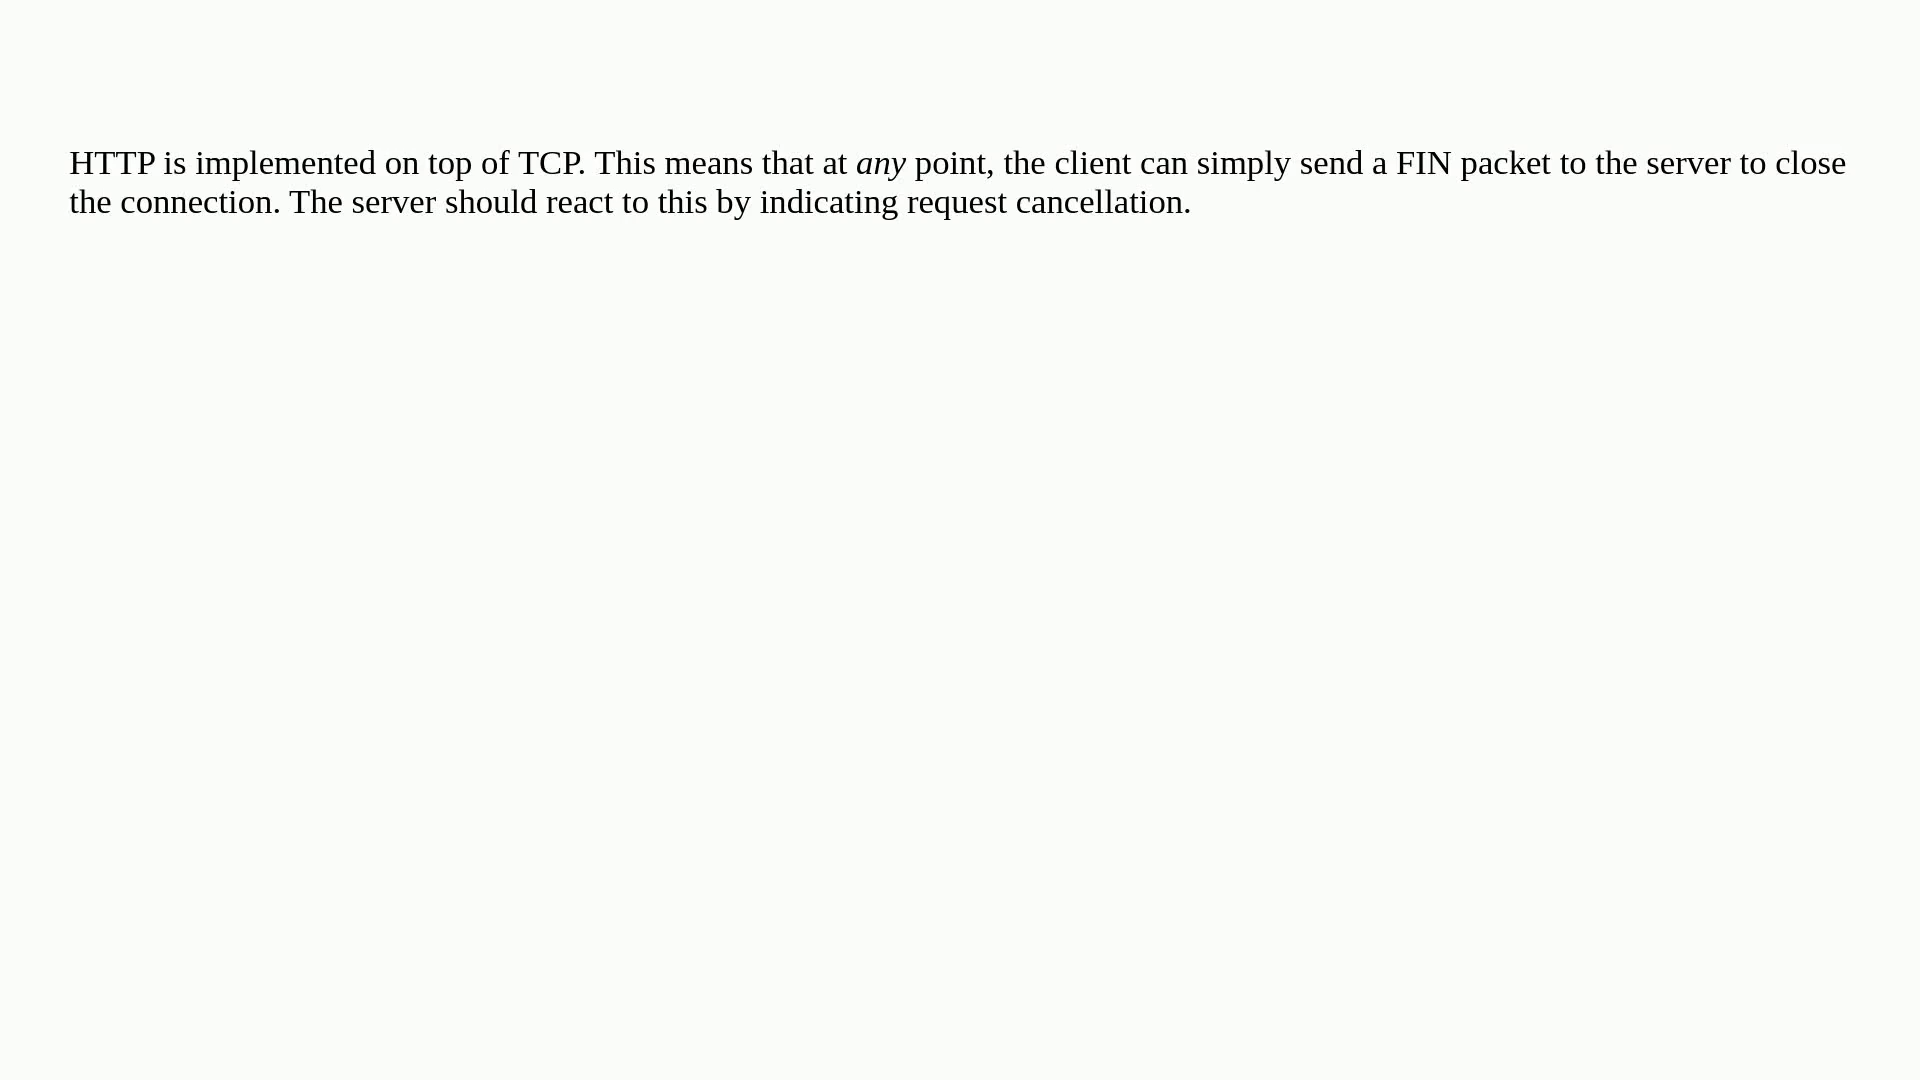 HTTP is implemented on top of TCP. This means that at any point, the client can simply send a FIN packet to the server to close
the connection. The server should react to this by indicating request cancellation.